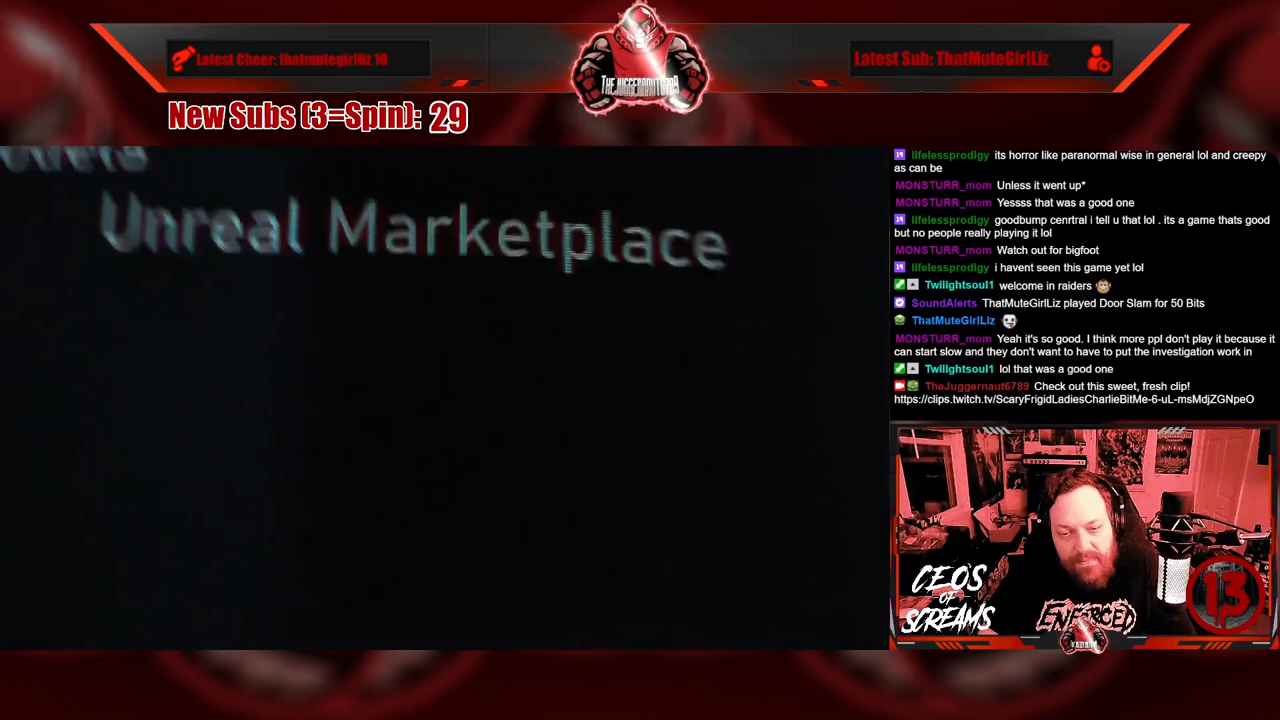 Latest Cheer: thatmutegirlliz 10
THEJUGGERNAUT6789
Latest Sub: ThatMuteGirlLiz
New Subs (3=Spin): 29
Unreal Marketplace
lifelessprodigy its horror like paranormal wise in general lol and creepy
as can be
MONSTURR_mom Unless it went up*
MONSTURR_mom Yessss that was a good one
lifelessprodigy goodbump cenrtral i tell u that lol . its a game thats good
but no people really playing it lol
MONSTURR_mom Watch out for bigfoot
lifelessprodigy i havent seen this game yet lol
Twilightsoul1 welcome in raiders
SoundAlerts ThatMuteGirlLiz played Door Slam for 50 Bits
ThatMuteGirlLiz
MONSTURR_mom Yeah it's so good. I think more ppl don't play it because it
can start slow and they don't want to have to put the investigation work in
Twilightsoul1 lol that was a good one
TheJuggernaut6789 Check out this sweet, fresh clip!
https://clips.twitch.tv/ScaryFrigidLadiesCharlieBitMe-6-uL-msMdjZGNpeO
CEOS
OF
SCREAMS
ENFORCED
13